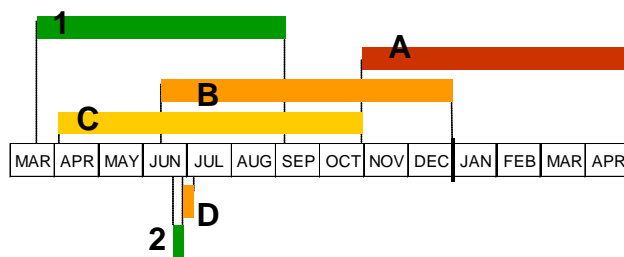 1
A
B
C
MAR APR MAY JUN JUL AUG SEP OCT NOV DEC JAN FEB MAR APR
D
2